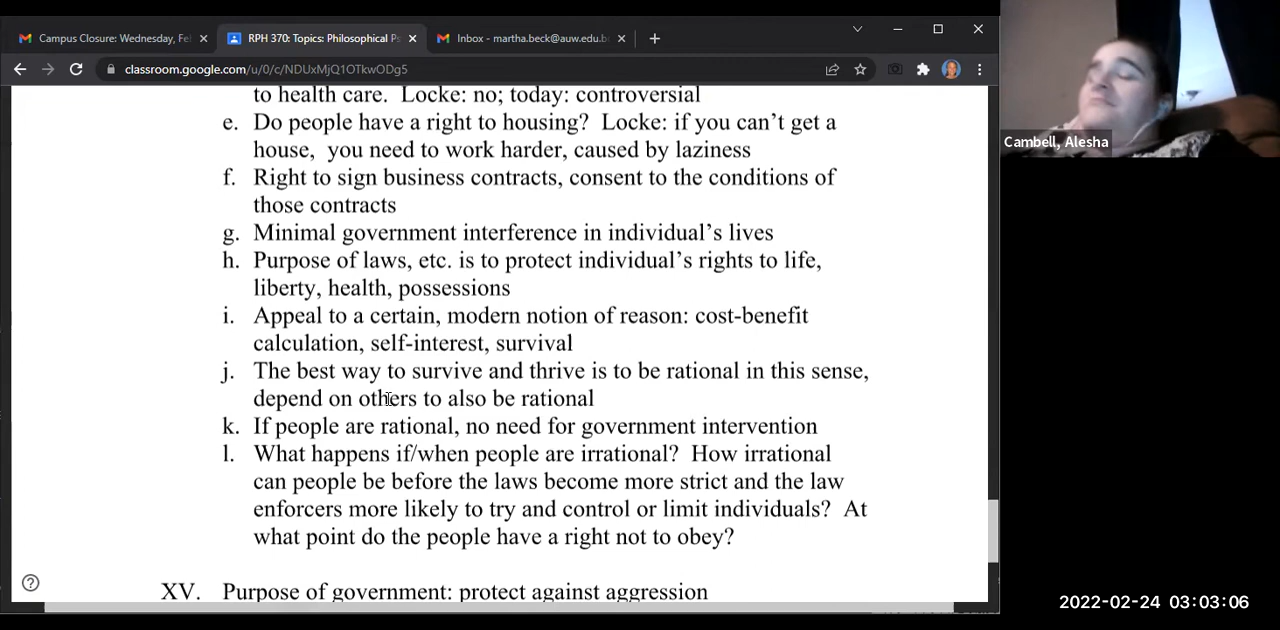 Campus Closure: Wednesday, Fe
RPH 370: Topics: Philosophical Ps
Inbox - martha.beck@auw.edu.b
classroom.google.com/u/0/c/NDUxMjQ1OTkwODg5
to health care. Locke: no; today: controversial
e. Do people have a right to housing? Locke: if you can't get a
house, you need to work harder, caused by laziness
f. Right to sign business contracts, consent to the conditions of
those contracts
g. Minimal government interference in individual's lives
h. Purpose of laws, etc. is to protect individual's rights to life,
liberty, health, possessions
i. Appeal to a certain, modern notion of reason: cost-benefit
calculation, self-interest, survival
j. The best way to survive and thrive is to be rational in this sense,
depend on others to also be rational
k. If people are rational, no need for government intervention
l. What happens if/when people are irrational? How irrational
can people be before the laws become more strict and the law
enforcers more likely to try and control or limit individuals? At
what point do the people have a right not to obey?
XV. Purpose of government: protect against aggression
Cambell, Alesha
2022-02-24 03:03:06